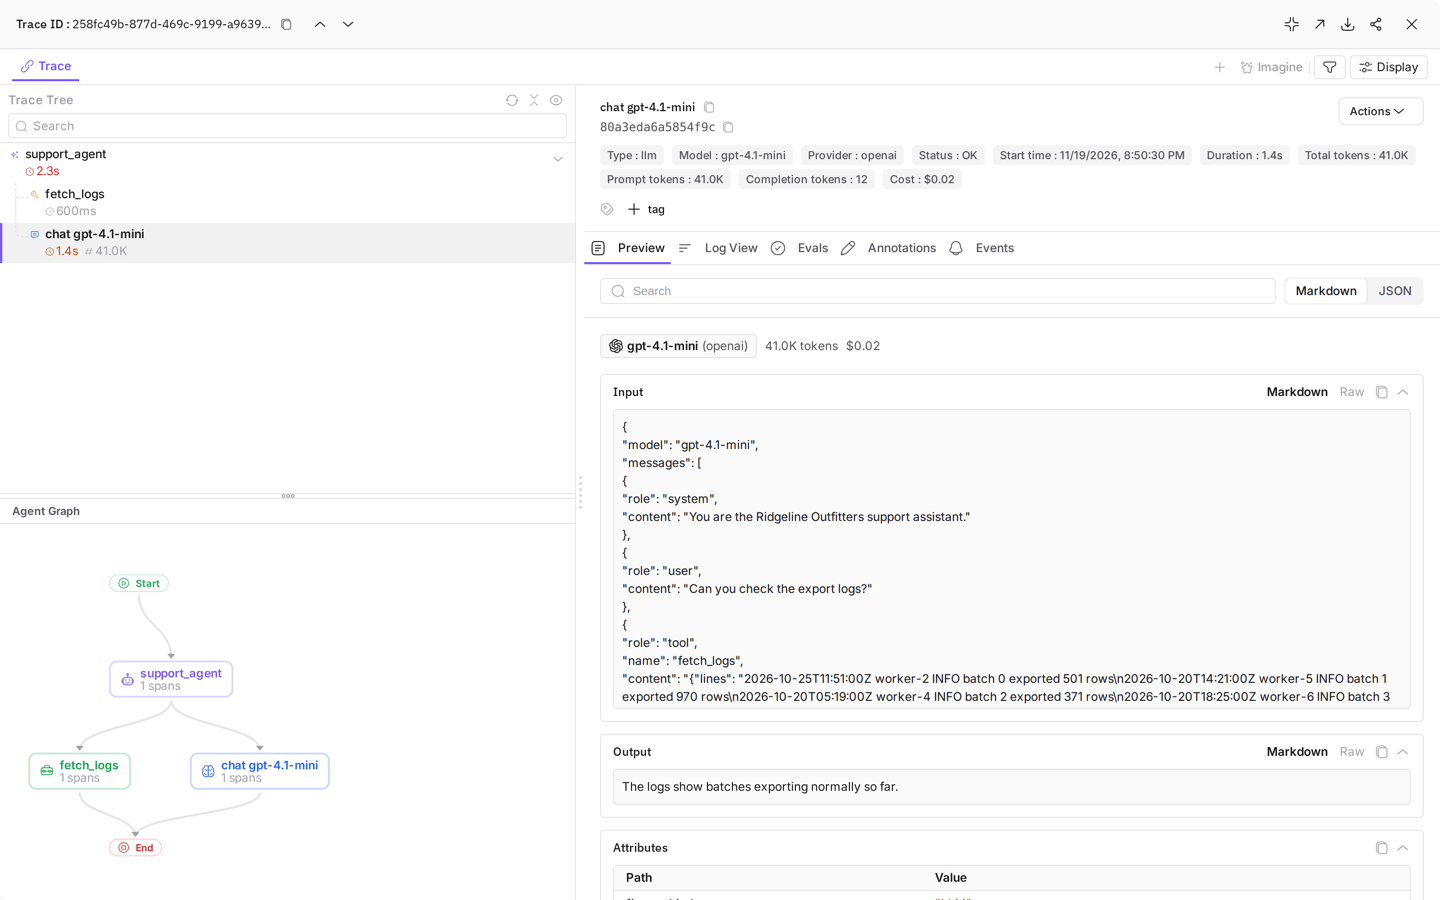 Trace ID : 258fc49b-877d-469c-9199-a9639...
Trace
Imagine
Display
Trace Tree
Search
support_agent
2.3s
fetch_logs
600ms
chat gpt-4.1-mini
1.4s # 41.0K
Agent Graph
Start
support_agent
1 spans
fetch_logs
1 spans
chat gpt-4.1-mini
1 spans
End
chat gpt-4.1-mini
80a3eda6a5854f9c
Actions
Type : llm
Model : gpt-4.1-mini
Provider : openai
Status : OK
Start time : 11/19/2026, 8:50:30 PM
Duration : 1.4s
Total tokens : 41.0K
Prompt tokens : 41.0K
Completion tokens : 12
Cost : $0.02
tag
Preview
Log View
Evals
Annotations
Events
Search
Markdown
JSON
gpt-4.1-mini (openai) 41.0K tokens $0.02
Input
Markdown Raw
{
"model": "gpt-4.1-mini",
"messages": [
{
"role": "system",
"content": "You are the Ridgeline Outfitters support assistant."
},
{
"role": "user",
"content": "Can you check the export logs?"
},
{
"role": "tool",
"name": "fetch_logs",
"content": "{"lines": "2026-10-25T11:51:00Z worker-2 INFO batch 0 exported 501 rows\n2026-10-20T14:21:00Z worker-5 INFO batch 1
exported 970 rows\n2026-10-20T05:19:00Z worker-4 INFO batch 2 exported 371 rows\n2026-10-20T18:25:00Z worker-6 INFO batch 3
Output
Markdown Raw
The logs show batches exporting normally so far.
Attributes
Path Value